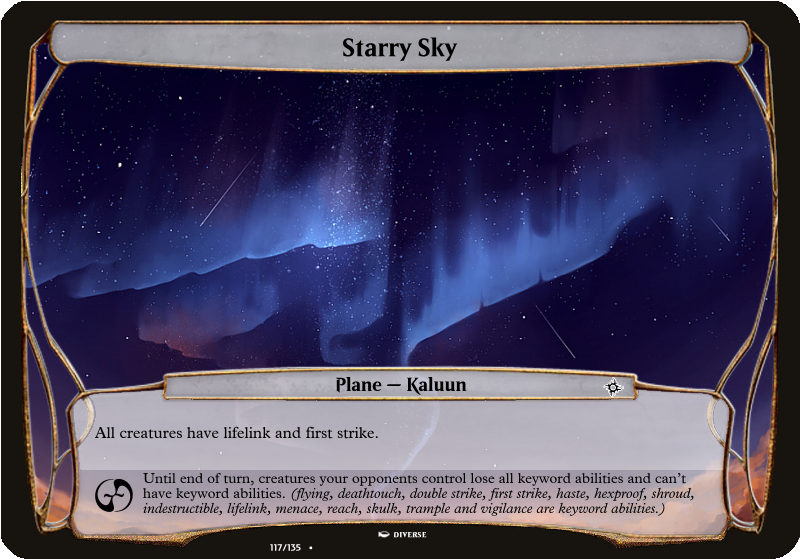 Starry Sky
Plane — Kaluun
All creatures have lifelink and first strike.
Until end of turn, creatures your opponents control lose all keyword abilities and can't
have keyword abilities. (flying, deathtouch, double strike, first strike, haste, hexproof, shroud,
indestructible, lifelink, menace, reach, skulk, trample and vigilance are keyword abilities.)
DIVERSE
117/135 •